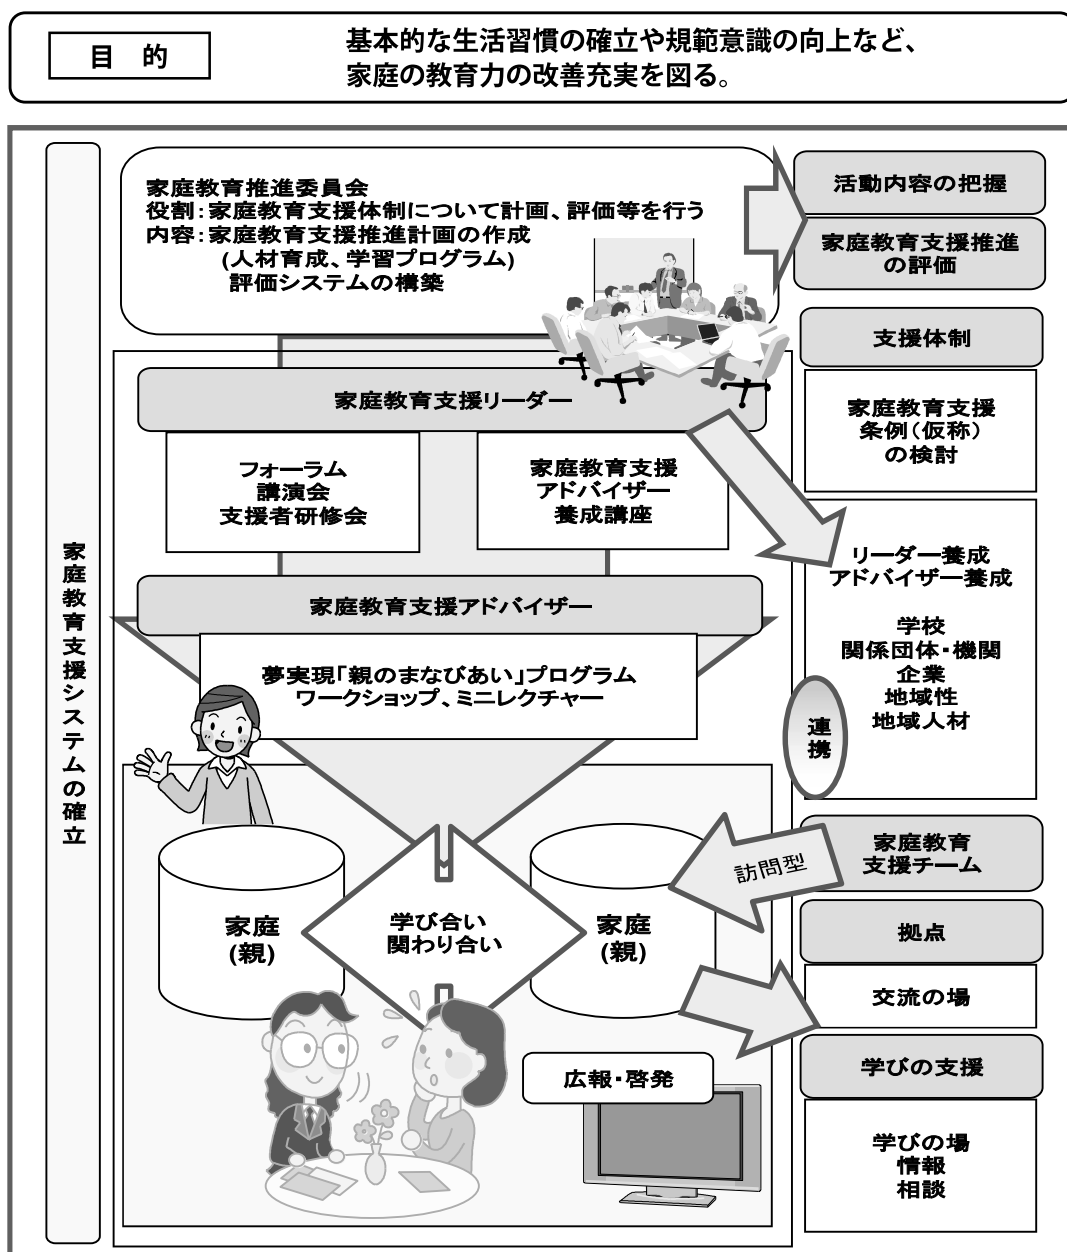 目 的
基本的な生活習慣の確立や規範意識の向上など、
家庭の教育力の改善充実を図る。
家庭教育支援システムの確立
家庭教育推進委員会
役割：家庭教育支援体制について計画、評価等を行う
内容：家庭教育支援推進計画の作成
(人材育成、学習プログラム)
評価システムの構築
家庭教育支援リーダー
フォーラム
講演会
支援者研修会
家庭教育支援
アドバイザー
養成講座
家庭教育支援アドバイザー
夢実現「親のまなびあい」プログラム
ワークショップ、ミニレクチャー
家庭
(親)
学び合い
関わり合い
家庭
(親)
広報・啓発
活動内容の把握
家庭教育支援推進
の評価
支援体制
家庭教育支援
条例（仮称）
の検討
リーダー養成
アドバイザー養成
学校
関係団体・機関
企業
地域性
地域人材
連携
家庭教育
支援チーム
訪問型
拠点
交流の場
学びの支援
学びの場
情報
相談